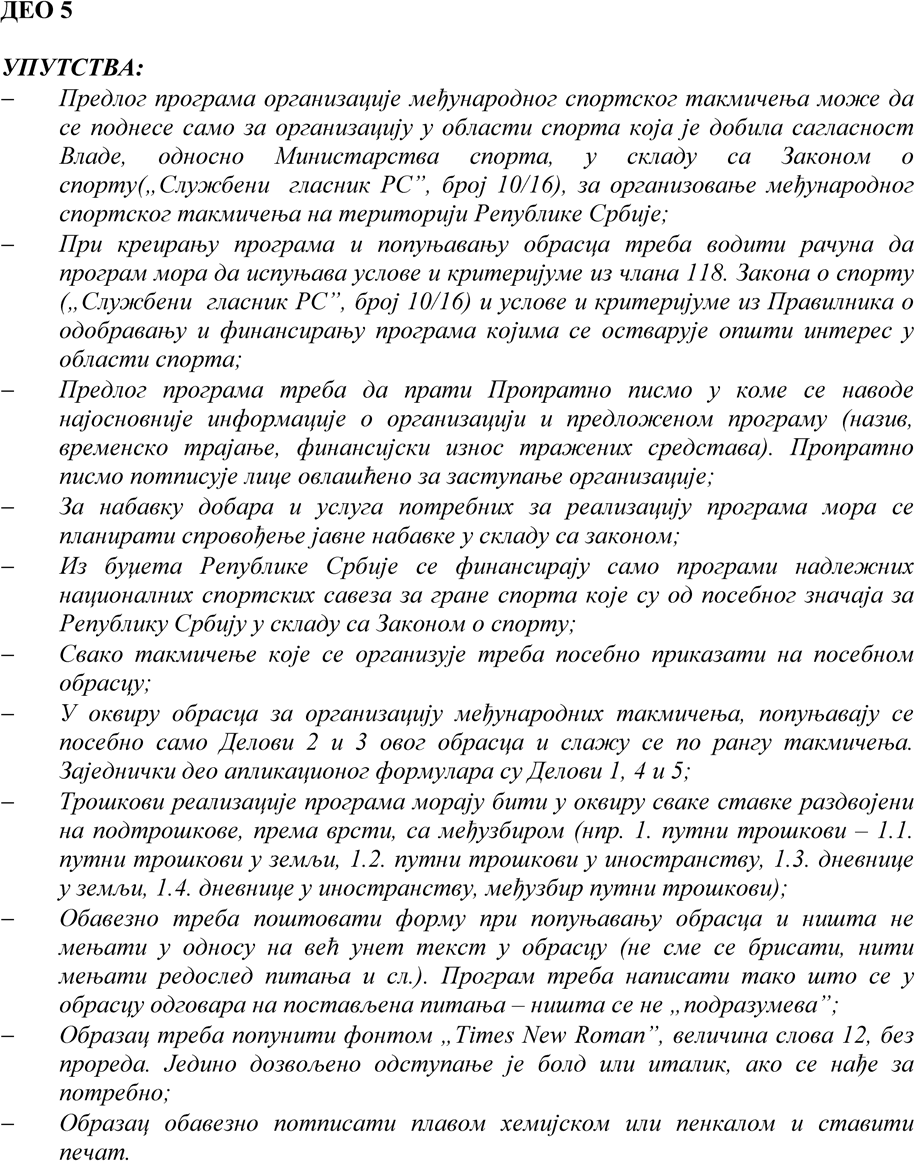 ДЕО 5
УПУТСТВА:
– Предлог програма организације међународног спортског такмичења може да
се поднесе само за организацију у области спорта која је добила сагласност
Владе, односно Министарства спорта, у складу са Законом о
спорту(„Службени гласник РС”, број 10/16), за организовање међународног
спортског такмичења на територији Републике Србије;
– При креирању програма и попуњавању обрасца треба водити рачуна да
програм мора да испуњава услове и критеријуме из члана 118. Закона о спорту
(„Службени гласник РС”, број 10/16) и услове и критеријуме из Правилника о
одобравању и финансирању програма којима се остварује општи интерес у
области спорта;
– Предлог програма треба да прати Пропратно писмо у коме се наводе
најосновније информације о организацији и предложеном програму (назив,
временско трајање, финансијски износ тражених средстава). Пропратно
писмо потписује лице овлашћено за заступање организације;
– За набавку добара и услуга потребних за реализацију програма мора се
планирати спровођење јавне набавке у складу са законом;
– Из буџета Републике Србије се финансирају само програми надлежних
националних спортских савеза за гране спорта које су од посебног значаја за
Републику Србију у складу са Законом о спорту;
– Свако такмичење које се организује треба посебно приказати на посебном
обрасцу;
– У оквиру обрасца за организацију међународних такмичења, попуњавају се
посебно само Делови 2 и 3 овог обрасца и слажу се по рангу такмичења.
Заједнички део апликационог формулара су Делови 1, 4 и 5;
– Трошкови реализације програма морају бити у оквиру сваке ставке раздвојени
на подтрошкове, према врсти, са међузбиром (нпр. 1. путни трошкови – 1.1.
путни трошкови у земљи, 1.2. путни трошкови у иностранству, 1.3. дневнице
у земљи, 1.4. дневнице у иностранству, међузбир путни трошкови);
– Обавезно треба поштовати форму при попуњавању обрасца и ништа не
мењати у односу на већ унет текст у обрасцу (не сме се брисати, нити
мењати редослед питања и сл.). Програм треба написати тако што се у
обрасцу одговара на постављена питања – ништа се не „подразумева”;
– Образац треба попунити фонтом „Times New Roman”, величина слова 12, без
прореда. Једино дозвољено одступање је болд или италик, ако се нађе за
потребно;
– Образац обавезно потписати плавом хемијском или пенкалом и ставити
печат.